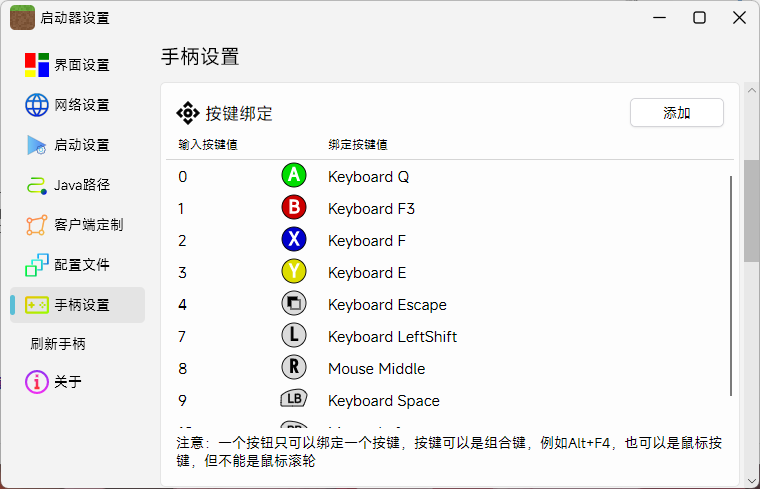 启动器设置
界面设置
网络设置
启动设置
Java路径
客户端定制
配置文件
手柄设置
刷新手柄
关于
手柄设置
按键绑定
添加
输入按键值 绑定按键值
0 A Keyboard Q
1 B Keyboard F3
2 X Keyboard F
3 Y Keyboard E
4 Keyboard Escape
7 L Keyboard LeftShift
8 R Mouse Middle
9 LB Keyboard Space
注意：一个按钮只可以绑定一个按键，按键可以是组合键，例如Alt+F4，也可以是鼠标按
键，但不能是鼠标滚轮